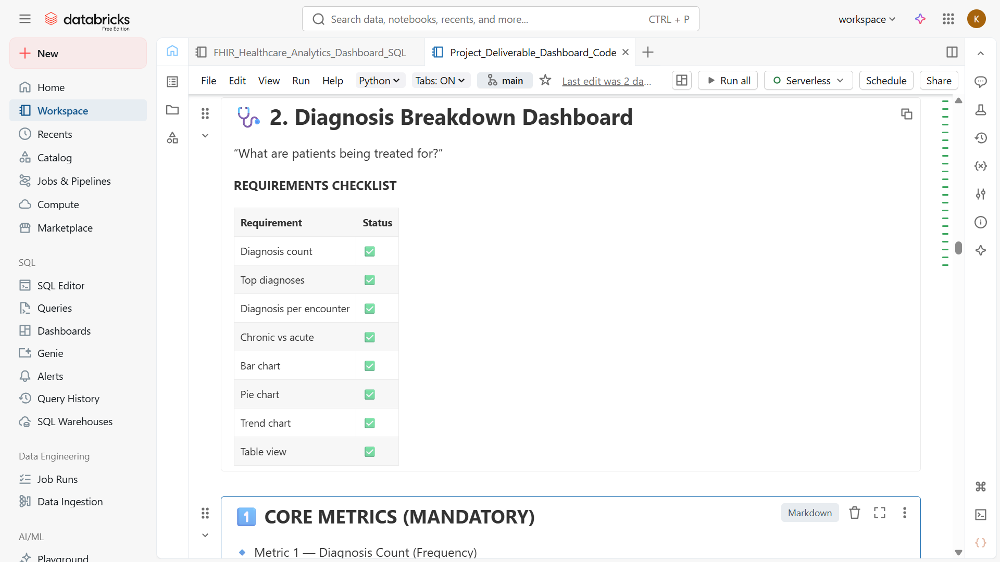 databricks
Free Edition
Search data, notebooks, recents, and more...
CTRL + P
workspace
K
New
Home
Workspace
Recents
Catalog
Jobs & Pipelines
Compute
Marketplace
SQL
SQL Editor
Queries
Dashboards
Genie
Alerts
Query History
SQL Warehouses
Data Engineering
Job Runs
Data Ingestion
AI/ML
Playground
FHIR_Healthcare_Analytics_Dashboard_SQL
Project_Deliverable_Dashboard_Code
File Edit View Run Help Python Tabs: ON main Last edit was 2 da... Run all Serverless Schedule Share
2. Diagnosis Breakdown Dashboard
“What are patients being treated for?”
REQUIREMENTS CHECKLIST
Requirement Status
Diagnosis count ✅
Top diagnoses ✅
Diagnosis per encounter ✅
Chronic vs acute ✅
Bar chart ✅
Pie chart ✅
Trend chart ✅
Table view ✅
1 CORE METRICS (MANDATORY)
Markdown
🔹 Metric 1 — Diagnosis Count (Frequency)